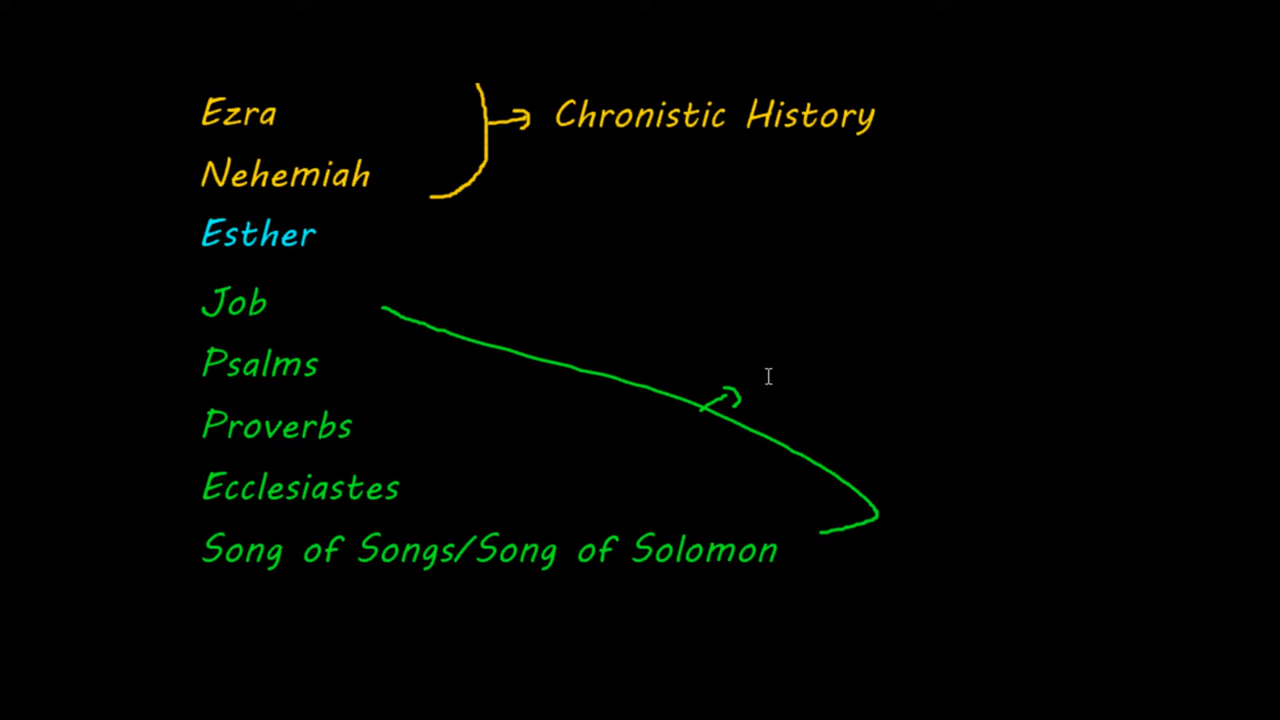 Ezra
Chronistic History
Nehemiah
Esther
Job
Psalms
Proverbs
Ecclesiastes
Song of Songs/Song of Solomon